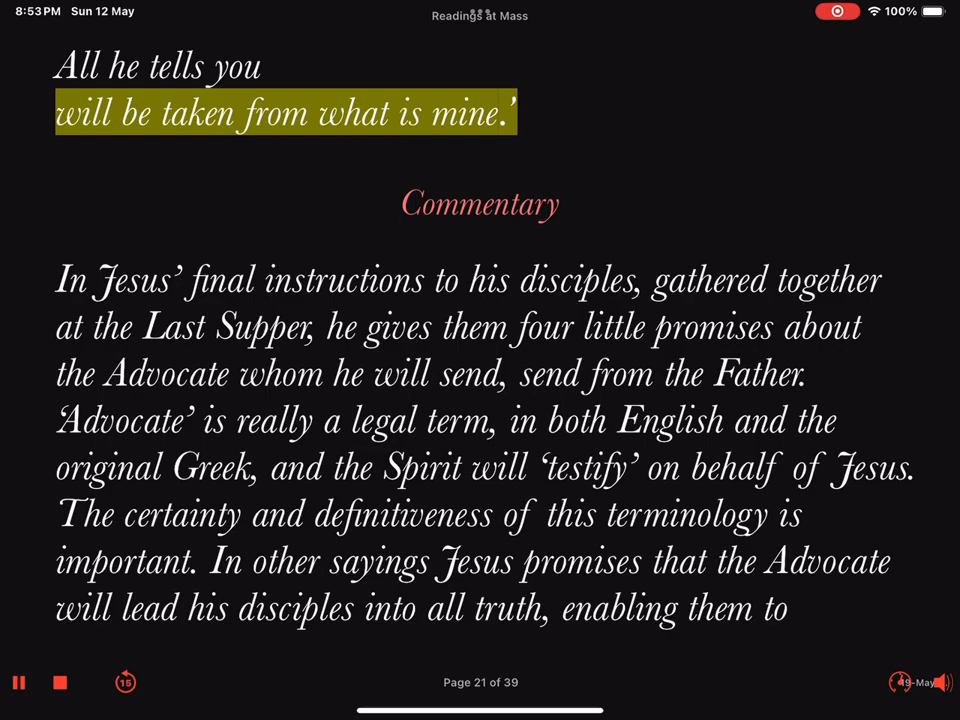 8:53PM Sun 12 May
Readings at Mass
100%
All he tells you
will be taken from what is mine.’
Commentary
In Jesus’ final instructions to his disciples, gathered together
at the Last Supper, he gives them four little promises about
the Advocate whom he will send, send from the Father.
‘Advocate’ is really a legal term, in both English and the
original Greek, and the Spirit will ‘testify’ on behalf of Jesus.
The certainty and definitiveness of this terminology is
important. In other sayings Jesus promises that the Advocate
will lead his disciples into all truth, enabling them to
15
Page 21 of 39